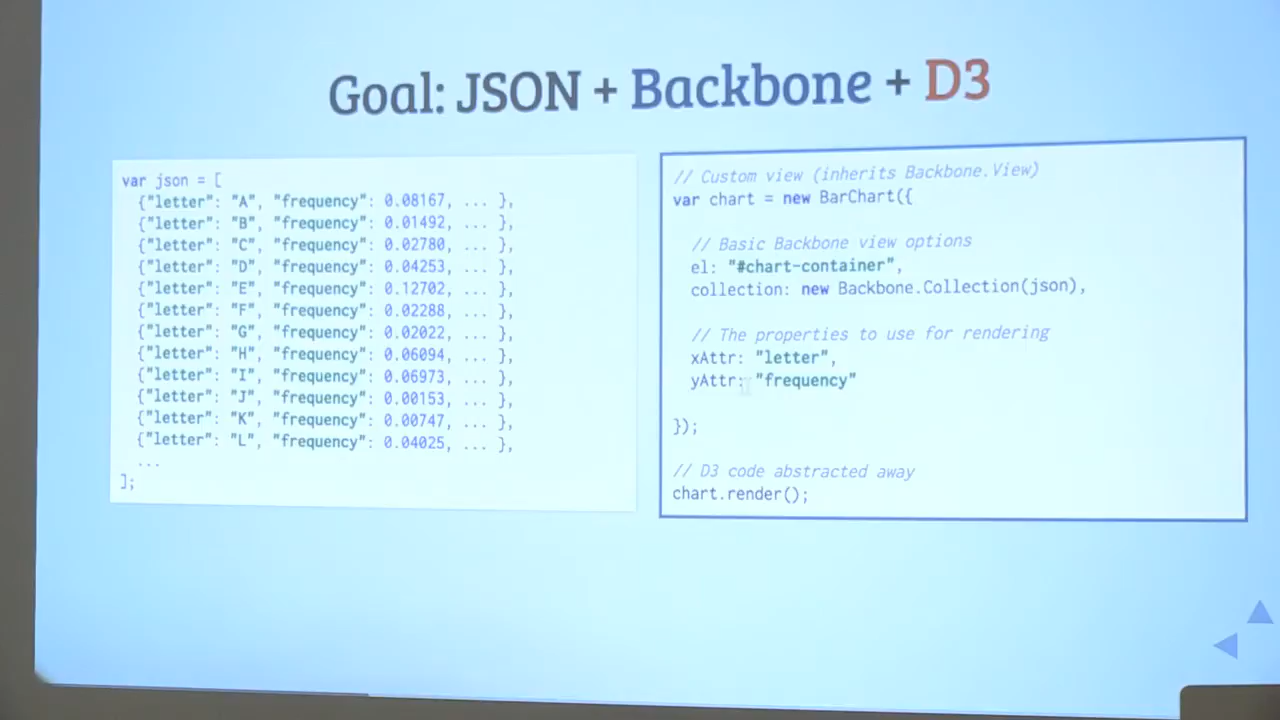 Goal: JSON + Backbone + D3
var json = [
{"letter": "A", "frequency": 0.08167, ... },
{"letter": "B", "frequency": 0.01492, ... },
{"letter": "C", "frequency": 0.02780, ... },
{"letter": "D", "frequency": 0.04253, ... },
{"letter": "E", "frequency": 0.12702, ... },
{"letter": "F", "frequency": 0.02288, ... },
{"letter": "G", "frequency": 0.02022, ... },
{"letter": "H", "frequency": 0.06094, ... },
{"letter": "I", "frequency": 0.06973, ... },
{"letter": "J", "frequency": 0.00153, ... },
{"letter": "K", "frequency": 0.00747, ... },
{"letter": "L", "frequency": 0.04025, ... },
...
];
// Custom view (inherits Backbone.View)
var chart = new BarChart({
// Basic Backbone view options
el: "#chart-container",
collection: new Backbone.Collection(json),
// The properties to use for rendering
xAttr: "letter",
yAttr: "frequency"
});
// D3 code abstracted away
chart.render();